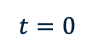 t = 0